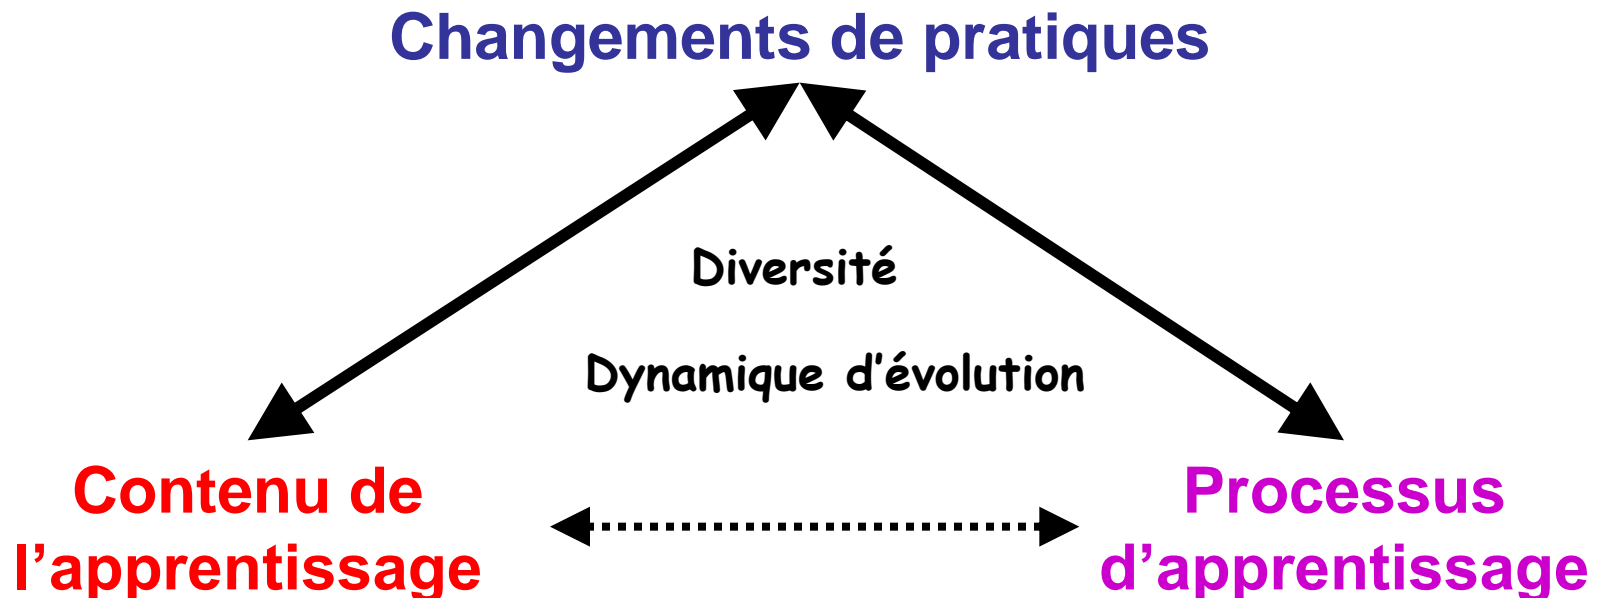 Changements de pratiques
Diversité
Dynamique d’évolution
Contenu de
l’apprentissage
Processus
d’apprentissage